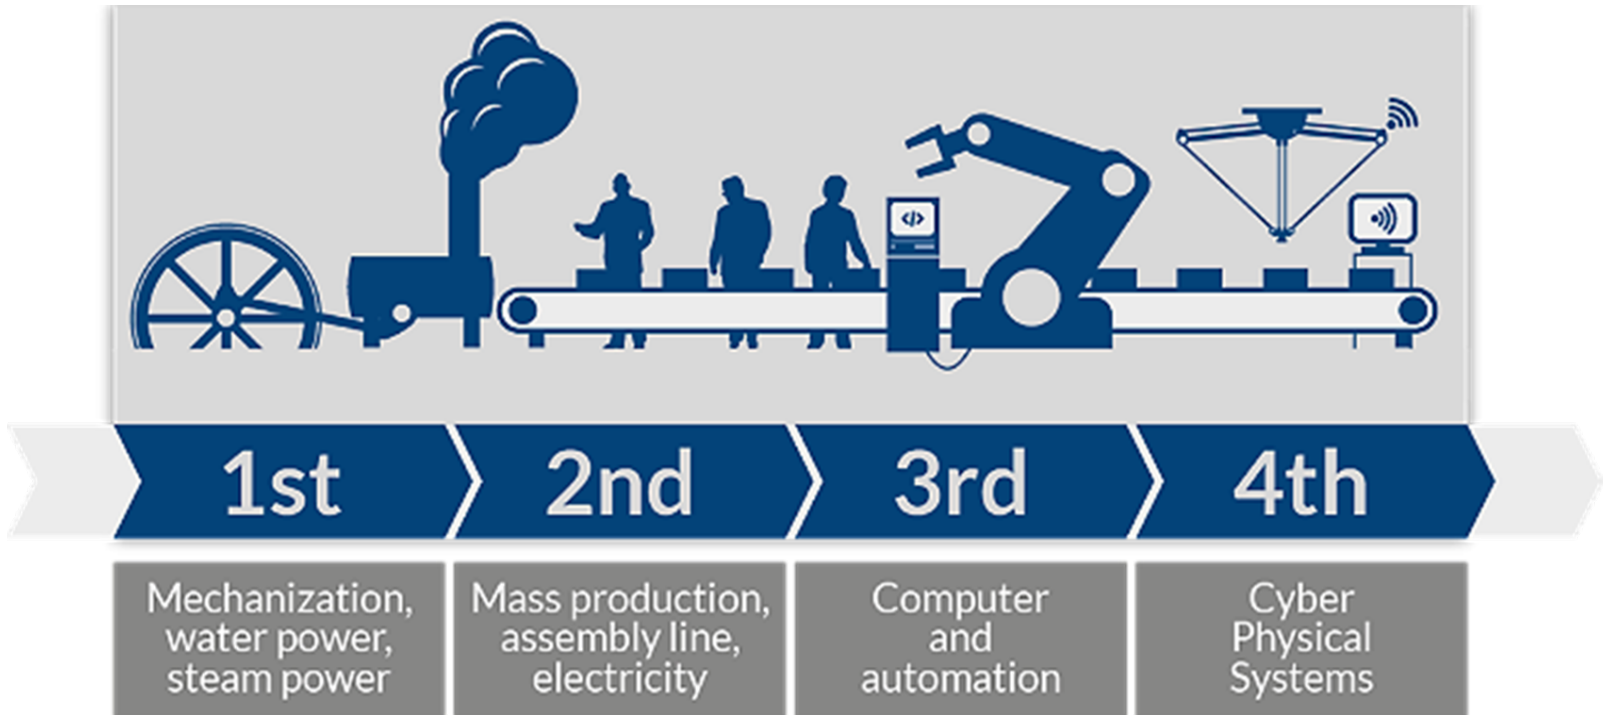 </>
1st
2nd
3rd
4th
Mechanization,
water power,
steam power
Mass production,
assembly line,
electricity
Computer
and
automation
Cyber
Physical
Systems